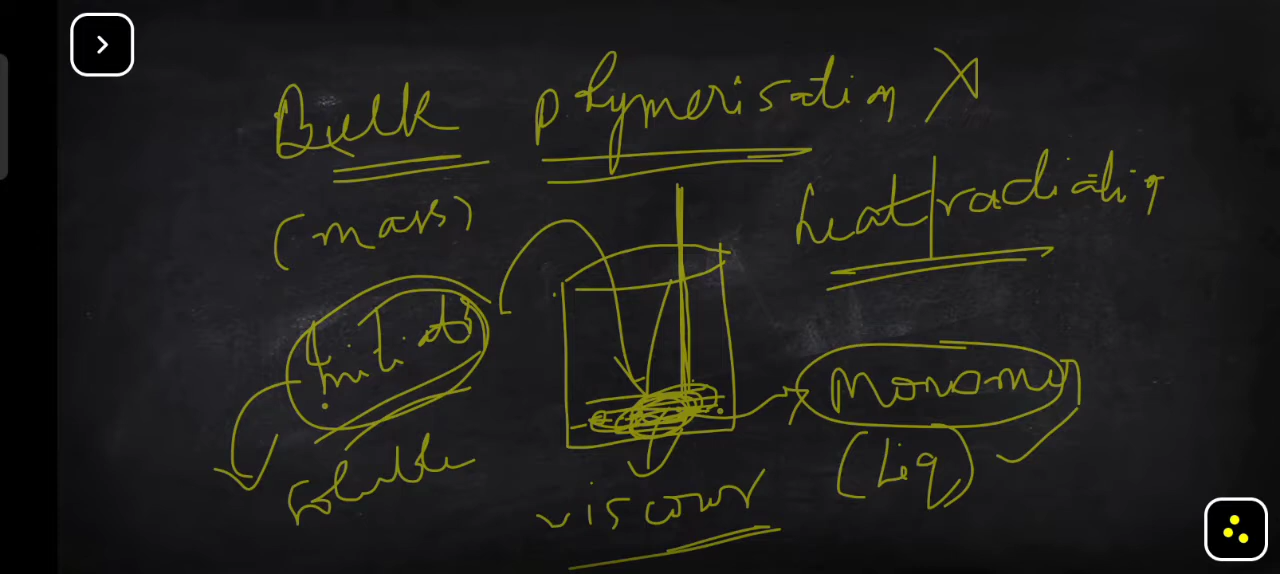 Bulk polymerisation X
(mass)
heat/radiation
Initiator
Monomer
soluble
(Liq)
viscous